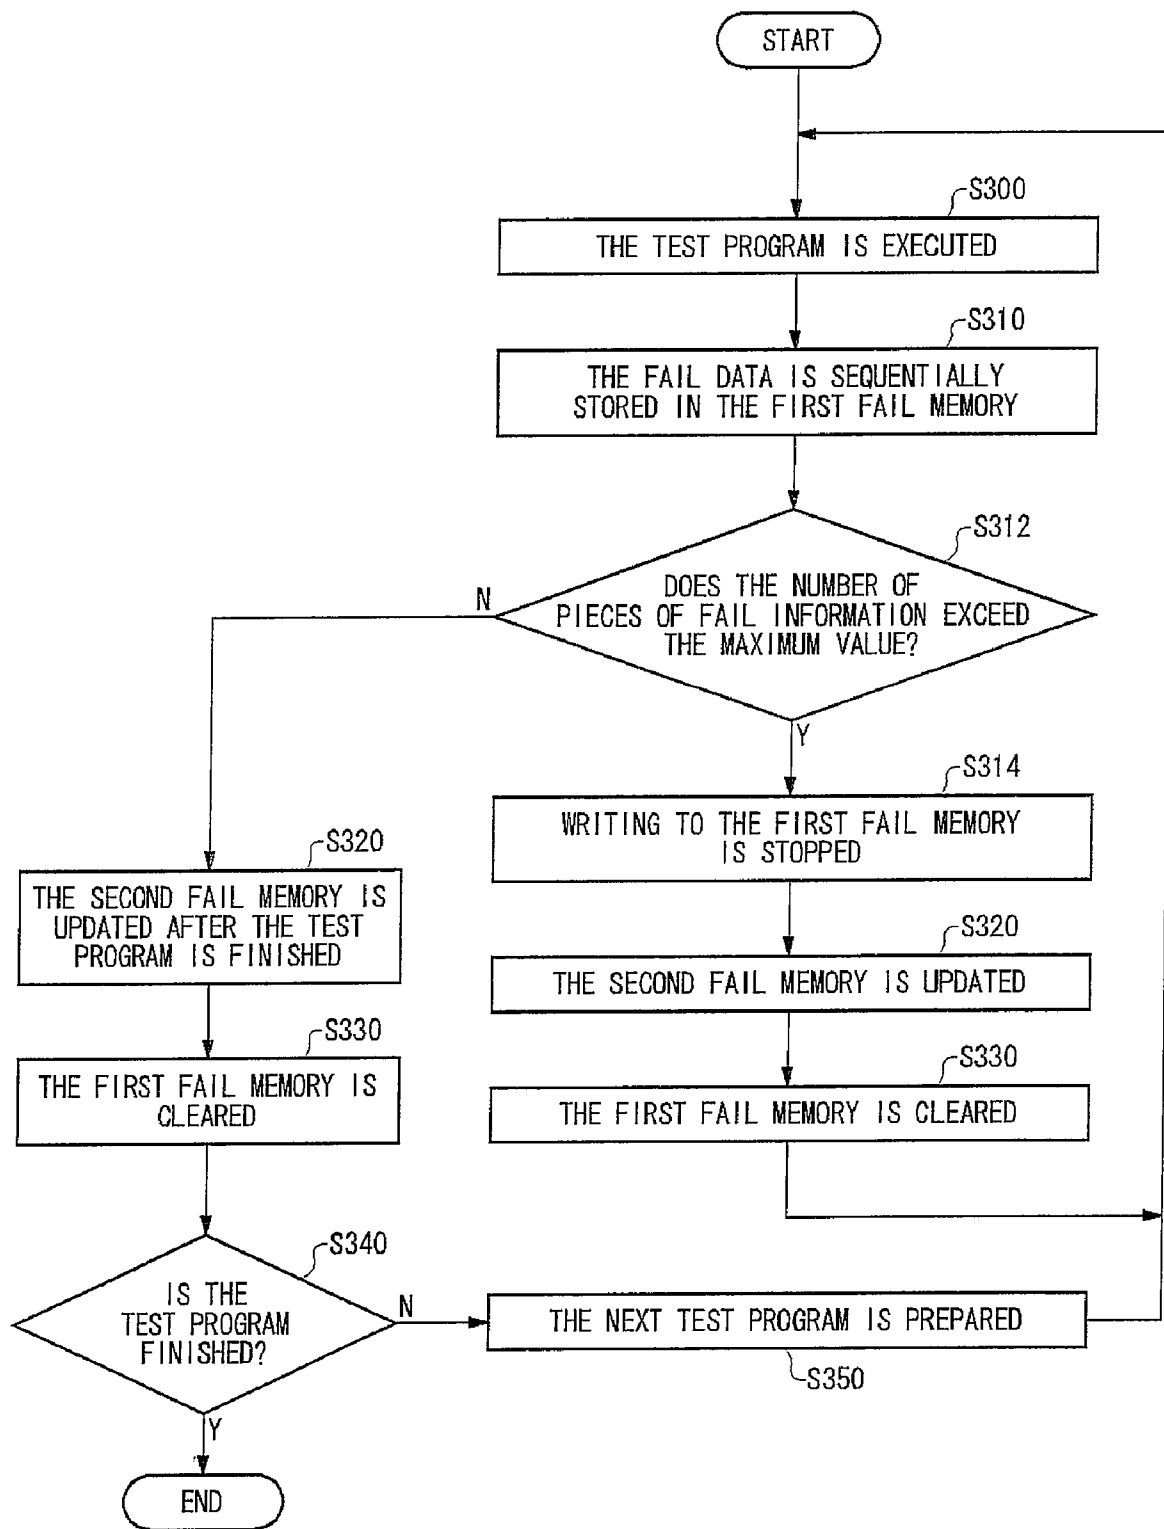 START
S300
THE TEST PROGRAM IS EXECUTED
S310
THE FAIL DATA IS SEQUENTIALLY
STORED IN THE FIRST FAIL MEMORY
S312
DOES THE NUMBER OF
PIECES OF FAIL INFORMATION EXCEED
THE MAXIMUM VALUE?
N
Y
S314
WRITING TO THE FIRST FAIL MEMORY
IS STOPPED
S320
THE SECOND FAIL MEMORY IS UPDATED
S330
THE FIRST FAIL MEMORY IS CLEARED
S320
THE SECOND FAIL MEMORY IS
UPDATED AFTER THE TEST
PROGRAM IS FINISHED
S330
THE FIRST FAIL MEMORY IS
CLEARED
S340
IS THE
TEST PROGRAM
FINISHED?
N
THE NEXT TEST PROGRAM IS PREPARED
S350
Y
END